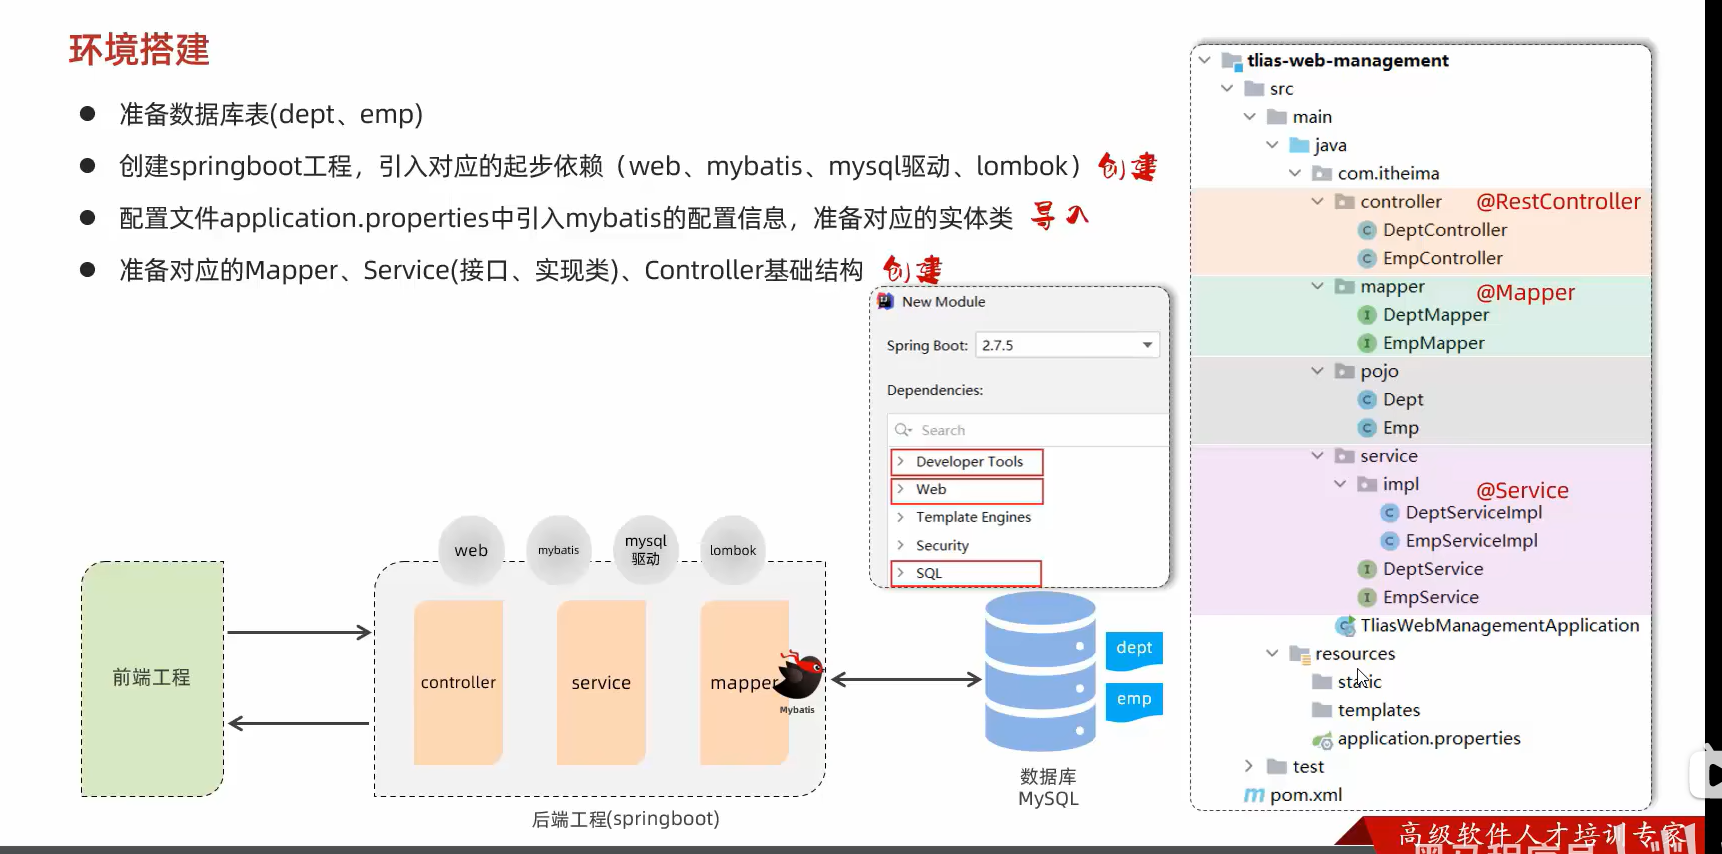 环境搭建
准备数据库表(dept、emp)
创建springboot工程，引入对应的起步依赖（web、mybatis、mysql驱动、lombok） 创建
配置文件application.properties中引入mybatis的配置信息，准备对应的实体类 导入
准备对应的Mapper、Service(接口、实现类)、Controller基础结构 创建
New Module
Spring Boot: 2.7.5
Dependencies:
Search
Developer Tools
Web
Template Engines
Security
SQL
web
mybatis
mysql
驱动
lombok
前端工程
controller
service
mapper
Mybatis
后端工程(springboot)
dept
emp
数据库
MySQL
tlias-web-management
src
main
java
com.itheima
controller @RestController
DeptController
EmpController
mapper @Mapper
DeptMapper
EmpMapper
pojo
Dept
Emp
service
impl @Service
DeptServiceImpl
EmpServiceImpl
DeptService
EmpService
TliasWebManagementApplication
resources
static
templates
application.properties
test
pom.xml
高级软件人才培训专家